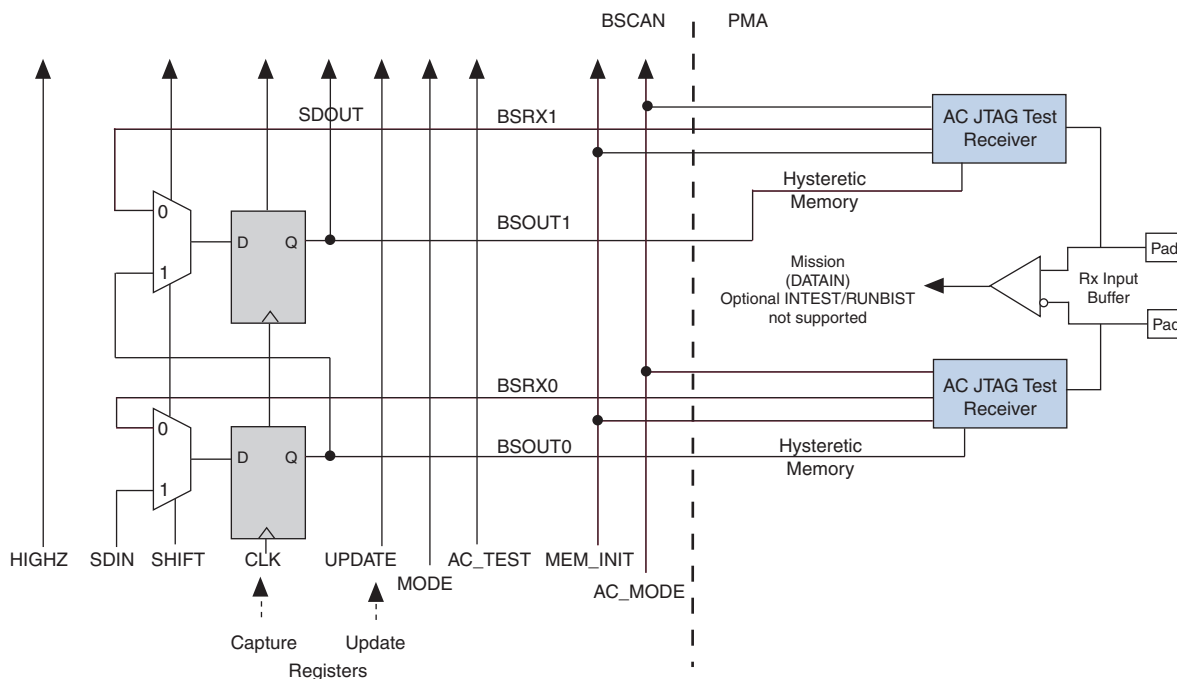 BSCAN
PMA
SDOUT
BSRX1
AC JTAG Test
Receiver
0
Hysteretic
Memory
D
Q
BSOUT1
1
Mission
(DATAIN)
Optional INTEST/RUNBIST
not supported
Pad
Rx Input
Buffer
Pad
BSRX0
AC JTAG Test
Receiver
0
BSOUT0
Hysteretic
Memory
D
Q
1
HIGHZ
SDIN
SHIFT
CLK
UPDATE
MODE
AC_TEST
MEM_INIT
AC_MODE
Capture
Update
Registers